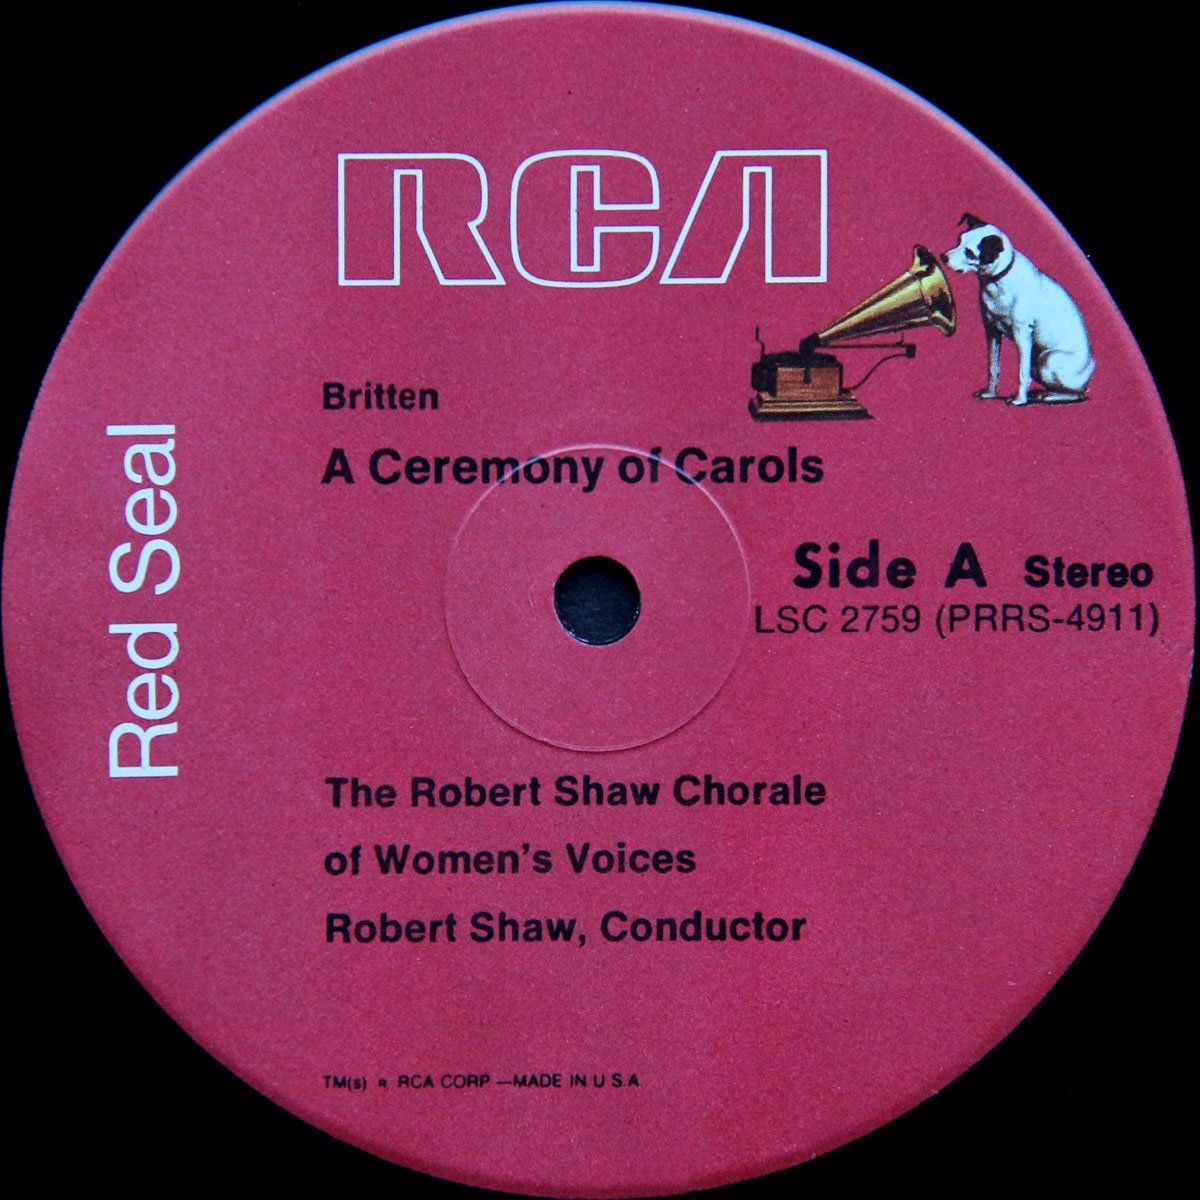 RCA
Britten
A Ceremony of Carols
Side A Stereo
LSC 2759 (PRRS-4911)
Red Seal
The Robert Shaw Chorale
of Women's Voices
Robert Shaw, Conductor
TM(s) ® RCA CORP —MADE IN U S.A